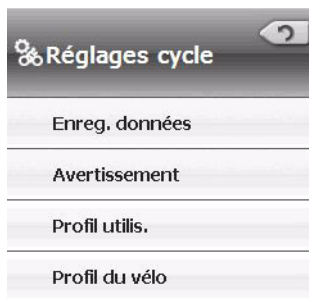 Réglages cycle
Enreg. données
Avertissement
Profil utilis.
Profil du vélo